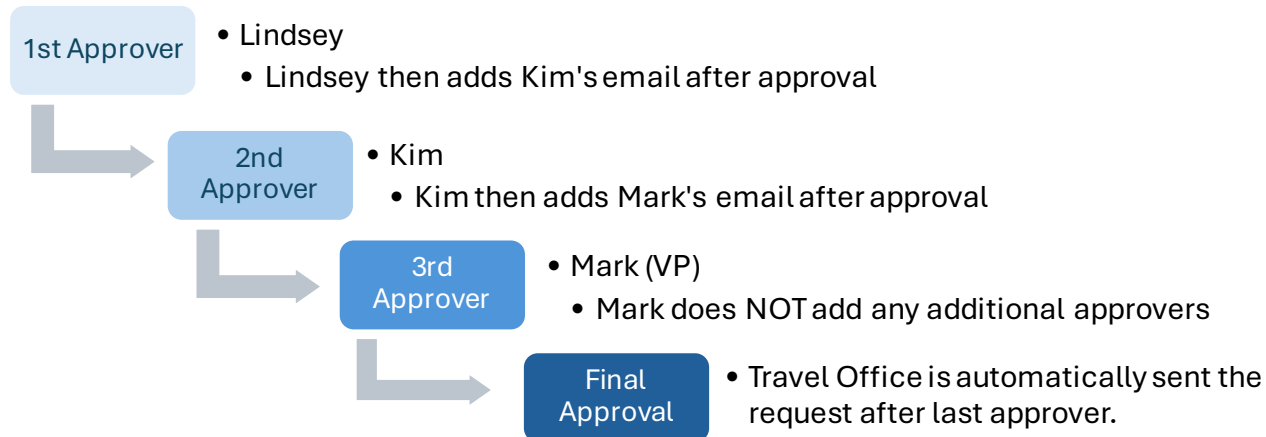 1st Approver
• Lindsey
• Lindsey then adds Kim's email after approval
2nd
Approver
• Kim
• Kim then adds Mark's email after approval
3rd
Approver
• Mark (VP)
• Mark does NOT add any additional approvers
Final
Approval
• Travel Office is automatically sent the
request after last approver.